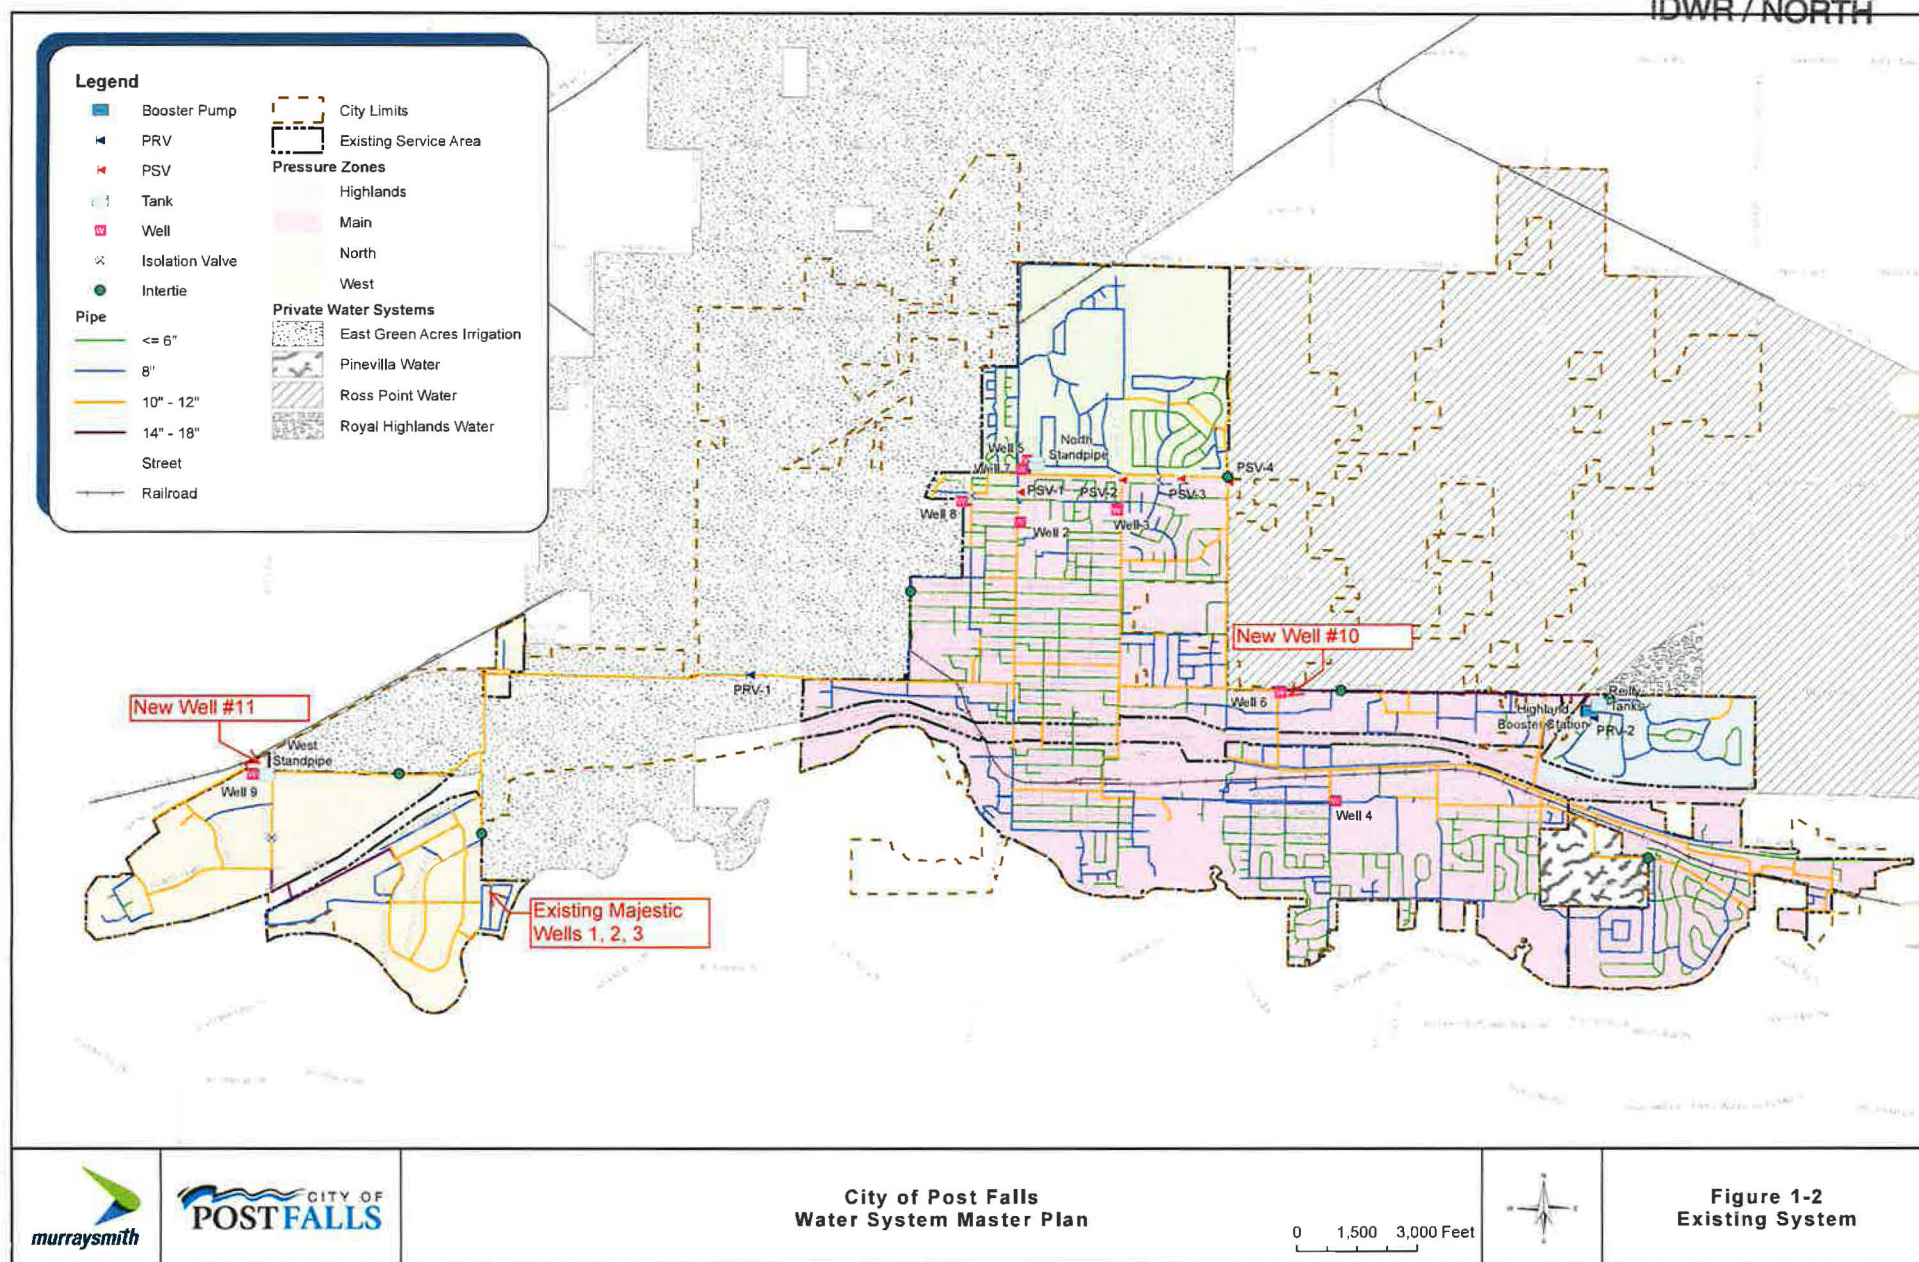 IDWR / NORTH
Legend
Booster Pump
PRV
PSV
Tank
Well
Isolation Valve
Intertie
Pipe
<= 6"
8"
10" - 12"
14" - 18"
Street
Railroad
City Limits
Existing Service Area
Pressure Zones
Highlands
Main
North
West
Private Water Systems
East Green Acres Irrigation
Pinevilla Water
Ross Point Water
Royal Highlands Water
Well 5
North
Standpipe
Well 7
PSV-4
PSV-1
PSV-2
PSV-3
Well 8
Well 2
Well 3
New Well #10
PRV-1
Well 6
Reilly
Tanks
Highland
Booster Station
PRV-2
New Well #11
West
Standpipe
Well 9
Well 4
Existing Majestic
Wells 1, 2, 3
murraysmith
CITY OF
POST FALLS
City of Post Falls
Water System Master Plan
0 1,500 3,000 Feet
N
Figure 1-2
Existing System